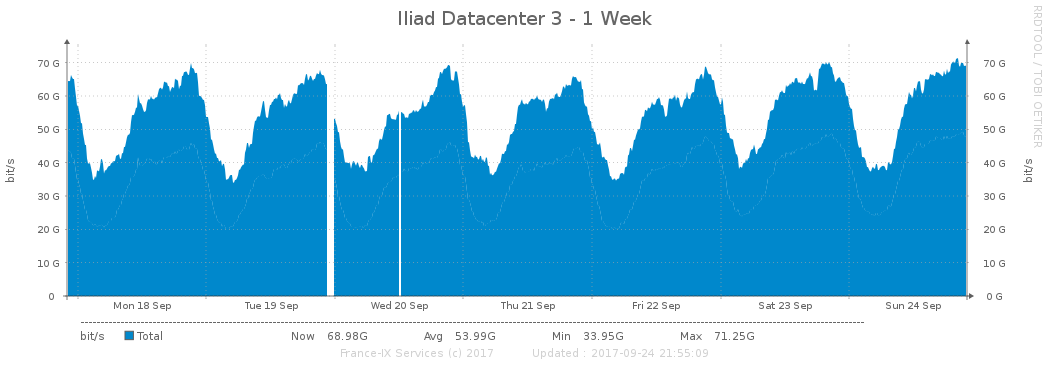 Iliad Datacenter 3 - 1 Week
RRDTOOL / TOBI OETIKER
bit/s
70 G
60 G
50 G
40 G
30 G
20 G
10 G
0
70 G
60 G
50 G
40 G
30 G
20 G
10 G
0 G
bit/s
Mon 18 Sep Tue 19 Sep Wed 20 Sep Thu 21 Sep Fri 22 Sep Sat 23 Sep Sun 24 Sep
bit/s Total Now 68.98G Avg 53.99G Min 33.95G Max 71.25G
France-IX Services (c) 2017 Updated : 2017-09-24 21:55:09